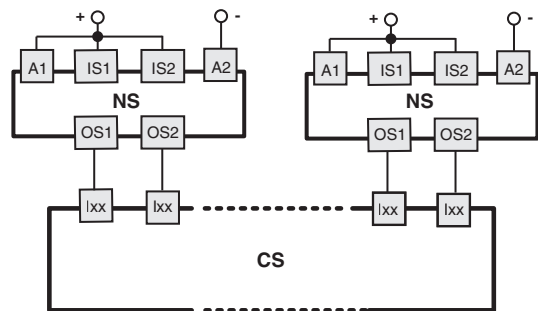 + - + -
A1 IS1 IS2 A2 A1 IS1 IS2 A2
NS NS
OS1 OS2 OS1 OS2
Ixx Ixx Ixx Ixx
CS